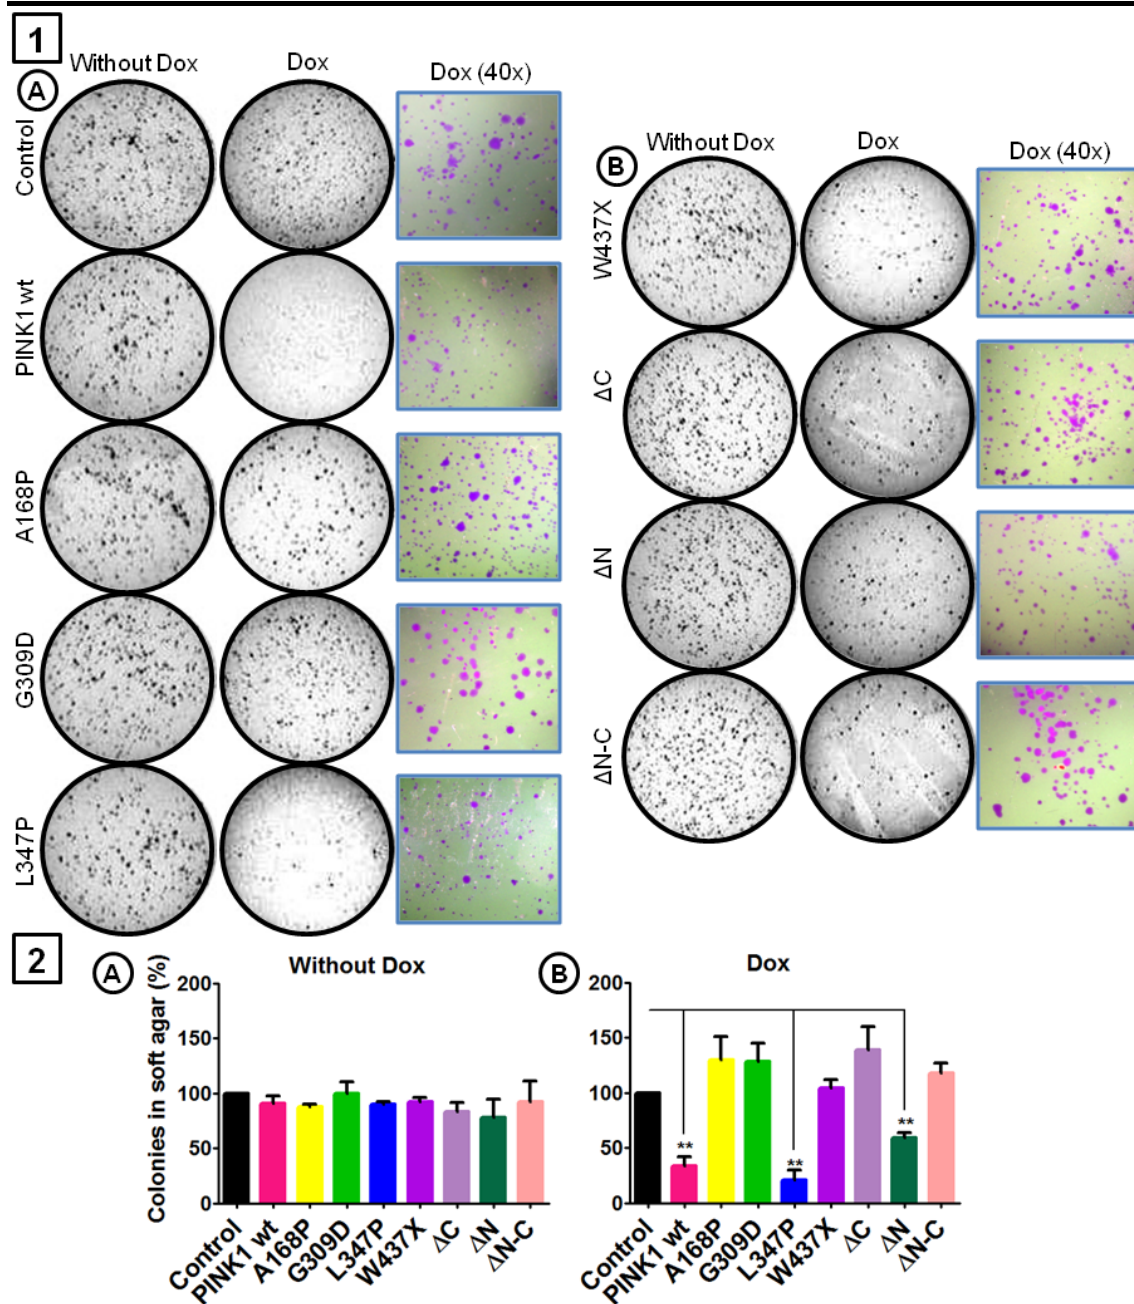 1
A
Without Dox
Dox
Dox (40x)
Control
PINK1 wt
A168P
G309D
L347P
B
Without Dox
Dox
Dox (40x)
W437X
ΔC
ΔN
ΔN-C
2
A
Without Dox
Colonies in soft agar (%)
200
150
100
50
0
Control
PINK1 wt
A168P
G309D
L347P
W437X
ΔC
ΔN
ΔN-C
B
Dox
200
150
100
50
0
**
**
**
Control
PINK1 wt
A168P
G309D
L347P
W437X
ΔC
ΔN
ΔN-C